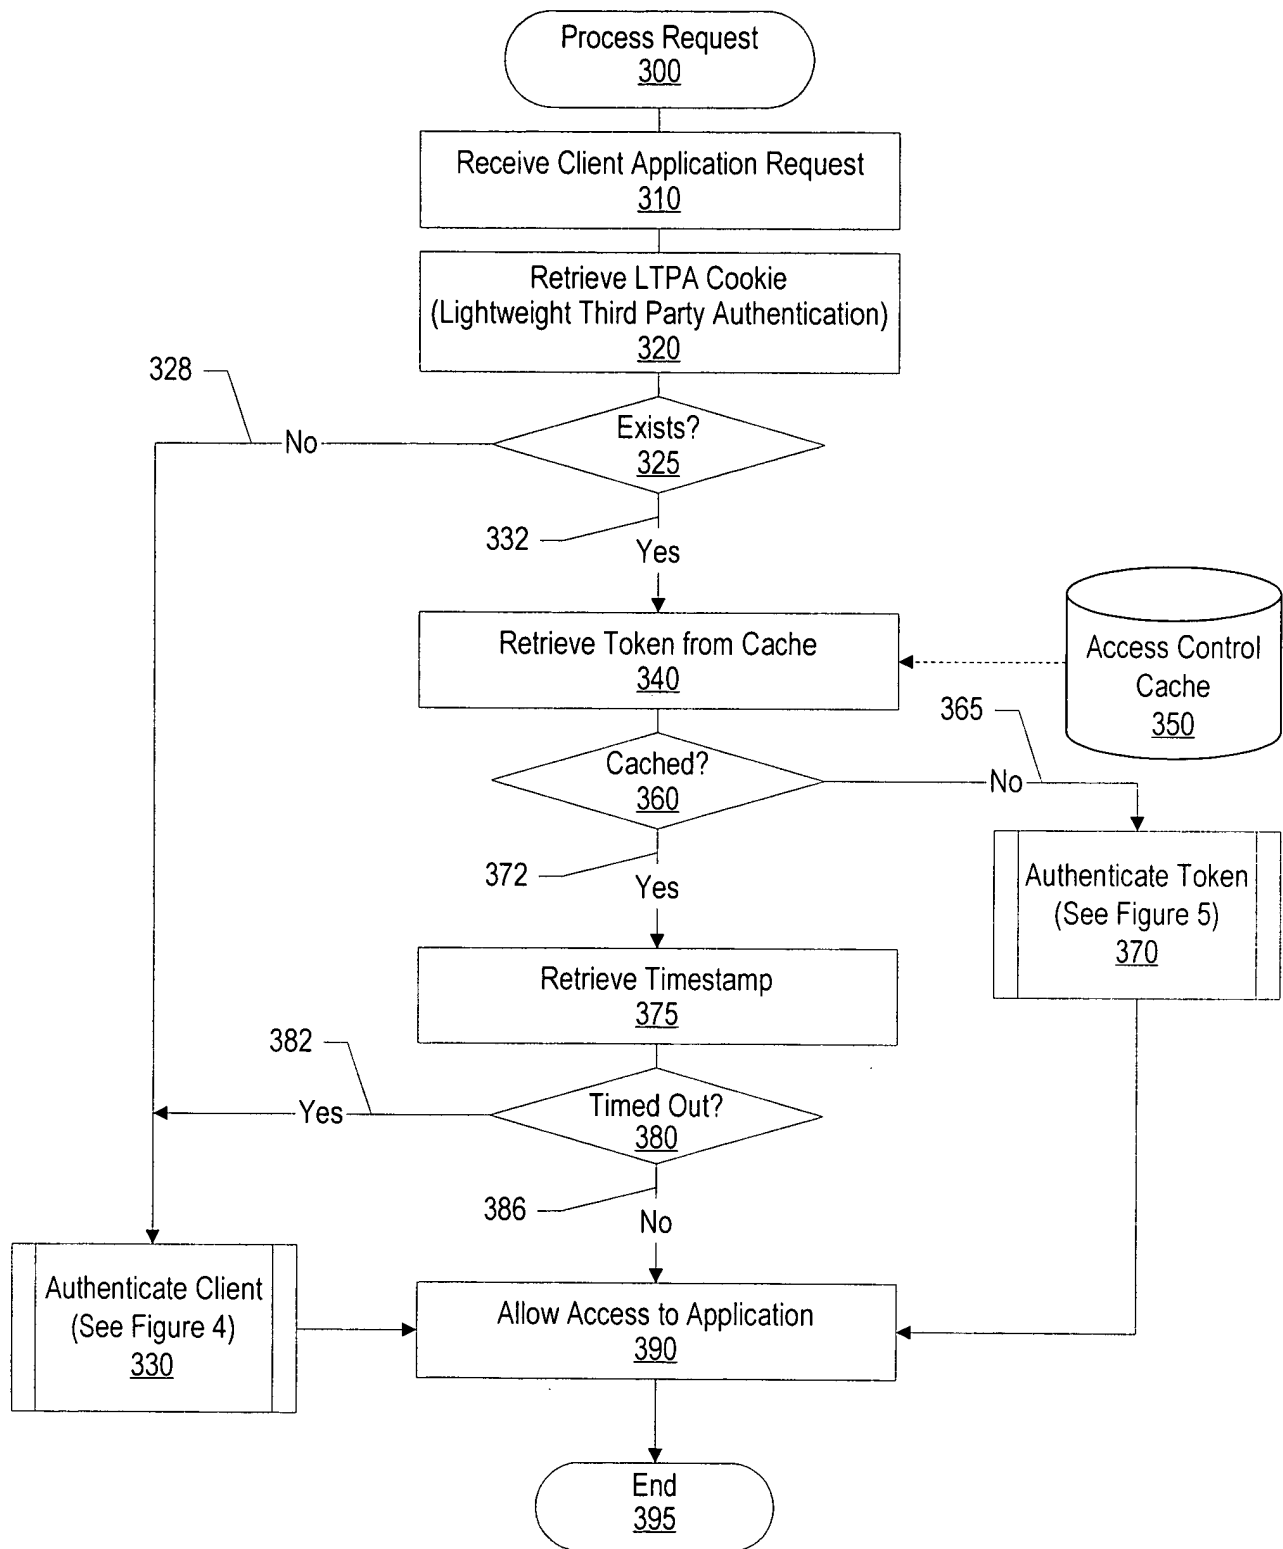 Process Request
300
Receive Client Application Request
310
Retrieve LTPA Cookie
(Lightweight Third Party Authentication)
320
328
No
Exists?
325
332
Yes
Retrieve Token from Cache
340
Access Control
Cache
350
365
Cached?
360
No
372
Yes
Authenticate Token
(See Figure 5)
370
Retrieve Timestamp
375
382
Yes
Timed Out?
380
386
No
Authenticate Client
(See Figure 4)
330
Allow Access to Application
390
End
395